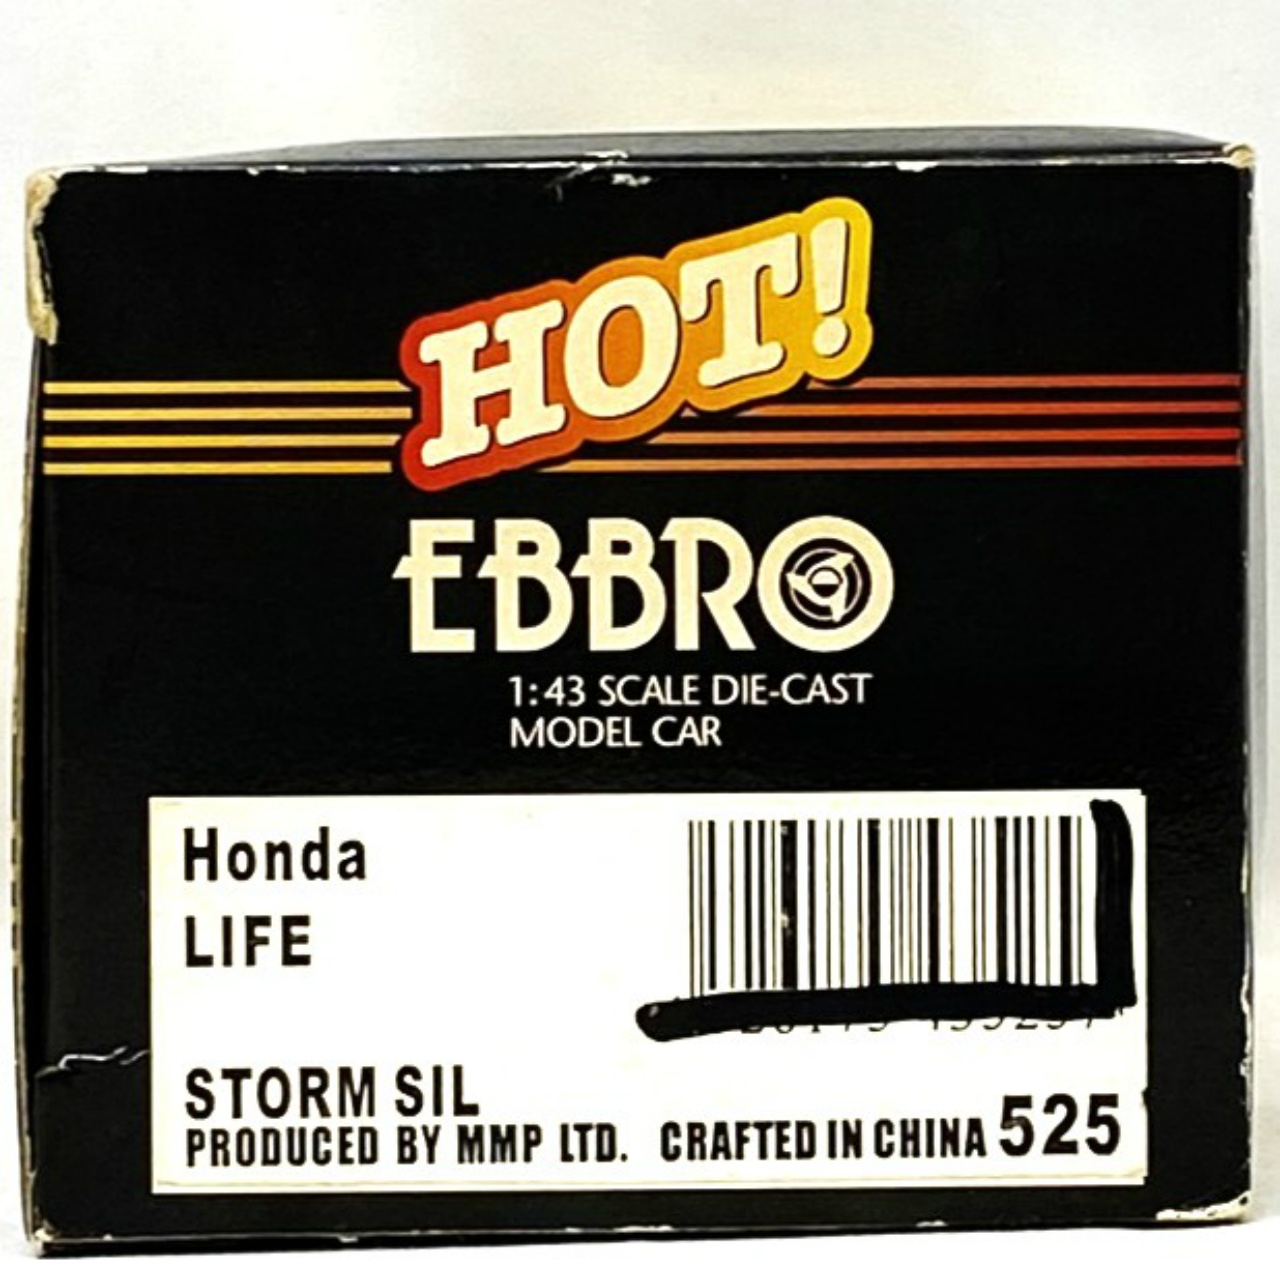 HOT!
EBBRO
1:43 SCALE DIE-CAST
MODEL CAR
Honda
LIFE
STORM SIL
PRODUCED BY MMP LTD. CRAFTED IN CHINA 525